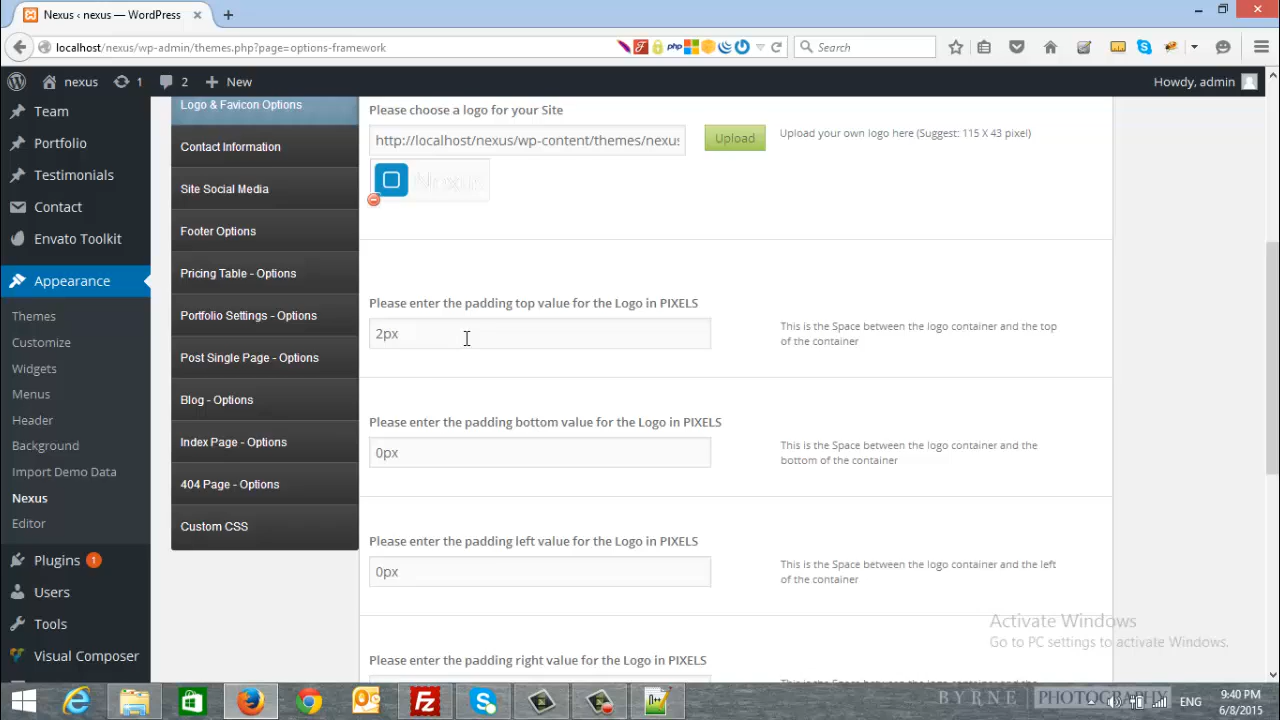 Nexus ‹ nexus — WordPress
localhost/nexus/wp-admin/themes.php?page=options-framework
php
Search
nexus
1
2
New
Howdy, admin
Team
Portfolio
Testimonials
Contact
Envato Toolkit
Appearance
Themes
Customize
Widgets
Menus
Header
Background
Import Demo Data
Nexus
Editor
Plugins 1
Users
Tools
Visual Composer
Logo & Favicon Options
Contact Information
Site Social Media
Footer Options
Pricing Table - Options
Portfolio Settings - Options
Post Single Page - Options
Blog - Options
Index Page - Options
404 Page - Options
Custom CSS
Please choose a logo for your Site
http://localhost/nexus/wp-content/themes/nexus
Upload
Upload your own logo here (Suggest: 115 X 43 pixel)
Nexus
Please enter the padding top value for the Logo in PIXELS
2px
This is the Space between the logo container and the top
of the container
Please enter the padding bottom value for the Logo in PIXELS
0px
This is the Space between the logo container and the
bottom of the container
Please enter the padding left value for the Logo in PIXELS
0px
This is the Space between the logo container and the left
of the container
Please enter the padding right value for the Logo in PIXELS
Activate Windows
Go to PC settings to activate Windows.
BYRNE PHOTOGRAPHY
ENG
9:40 PM
6/8/2015